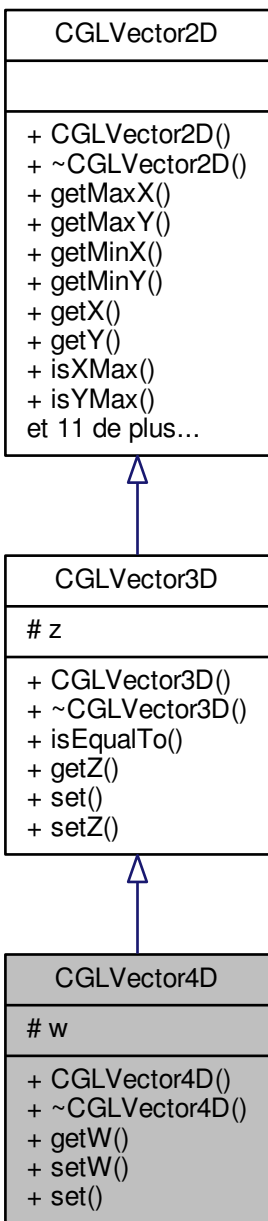 CGLVector2D
+ CGLVector2D()
+ ~CGLVector2D()
+ getMaxX()
+ getMaxY()
+ getMinX()
+ getMinY()
+ getX()
+ getY()
+ isXMax()
+ isYMax()
et 11 de plus...
CGLVector3D
# z
+ CGLVector3D()
+ ~CGLVector3D()
+ isEqualTo()
+ getZ()
+ set()
+ setZ()
CGLVector4D
# w
+ CGLVector4D()
+ ~CGLVector4D()
+ getW()
+ setW()
+ set()